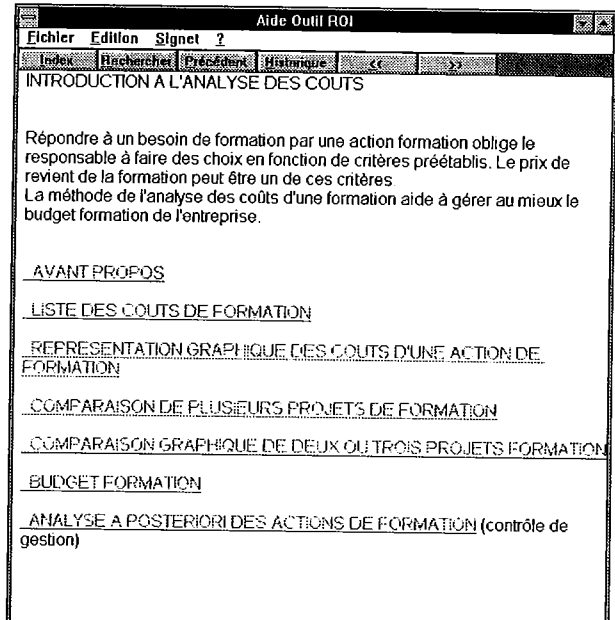 Aide Outil ROI
Fichier Edition Signet ?
Index Rechercher Précédent Historique << >>
INTRODUCTION A L'ANALYSE DES COUTS
Répondre à un besoin de formation par une action formation oblige le
responsable à faire des choix en fonction de critères préétablis. Le prix de
revient de la formation peut être un de ces critères.
La méthode de l'analyse des coûts d'une formation aide à gérer au mieux le
budget formation de l'entreprise.
AVANT PROPOS
LISTE DES COUTS DE FORMATION
REPRESENTATION GRAPHIQUE DES COUTS D'UNE ACTION DE
FORMATION
COMPARAISON DE PLUSIEURS PROJETS DE FORMATION
COMPARAISON GRAPHIQUE DE DEUX OU TROIS PROJETS FORMATION
BUDGET FORMATION
ANALYSE A POSTERIORI DES ACTIONS DE FORMATION (contrôle de
gestion)